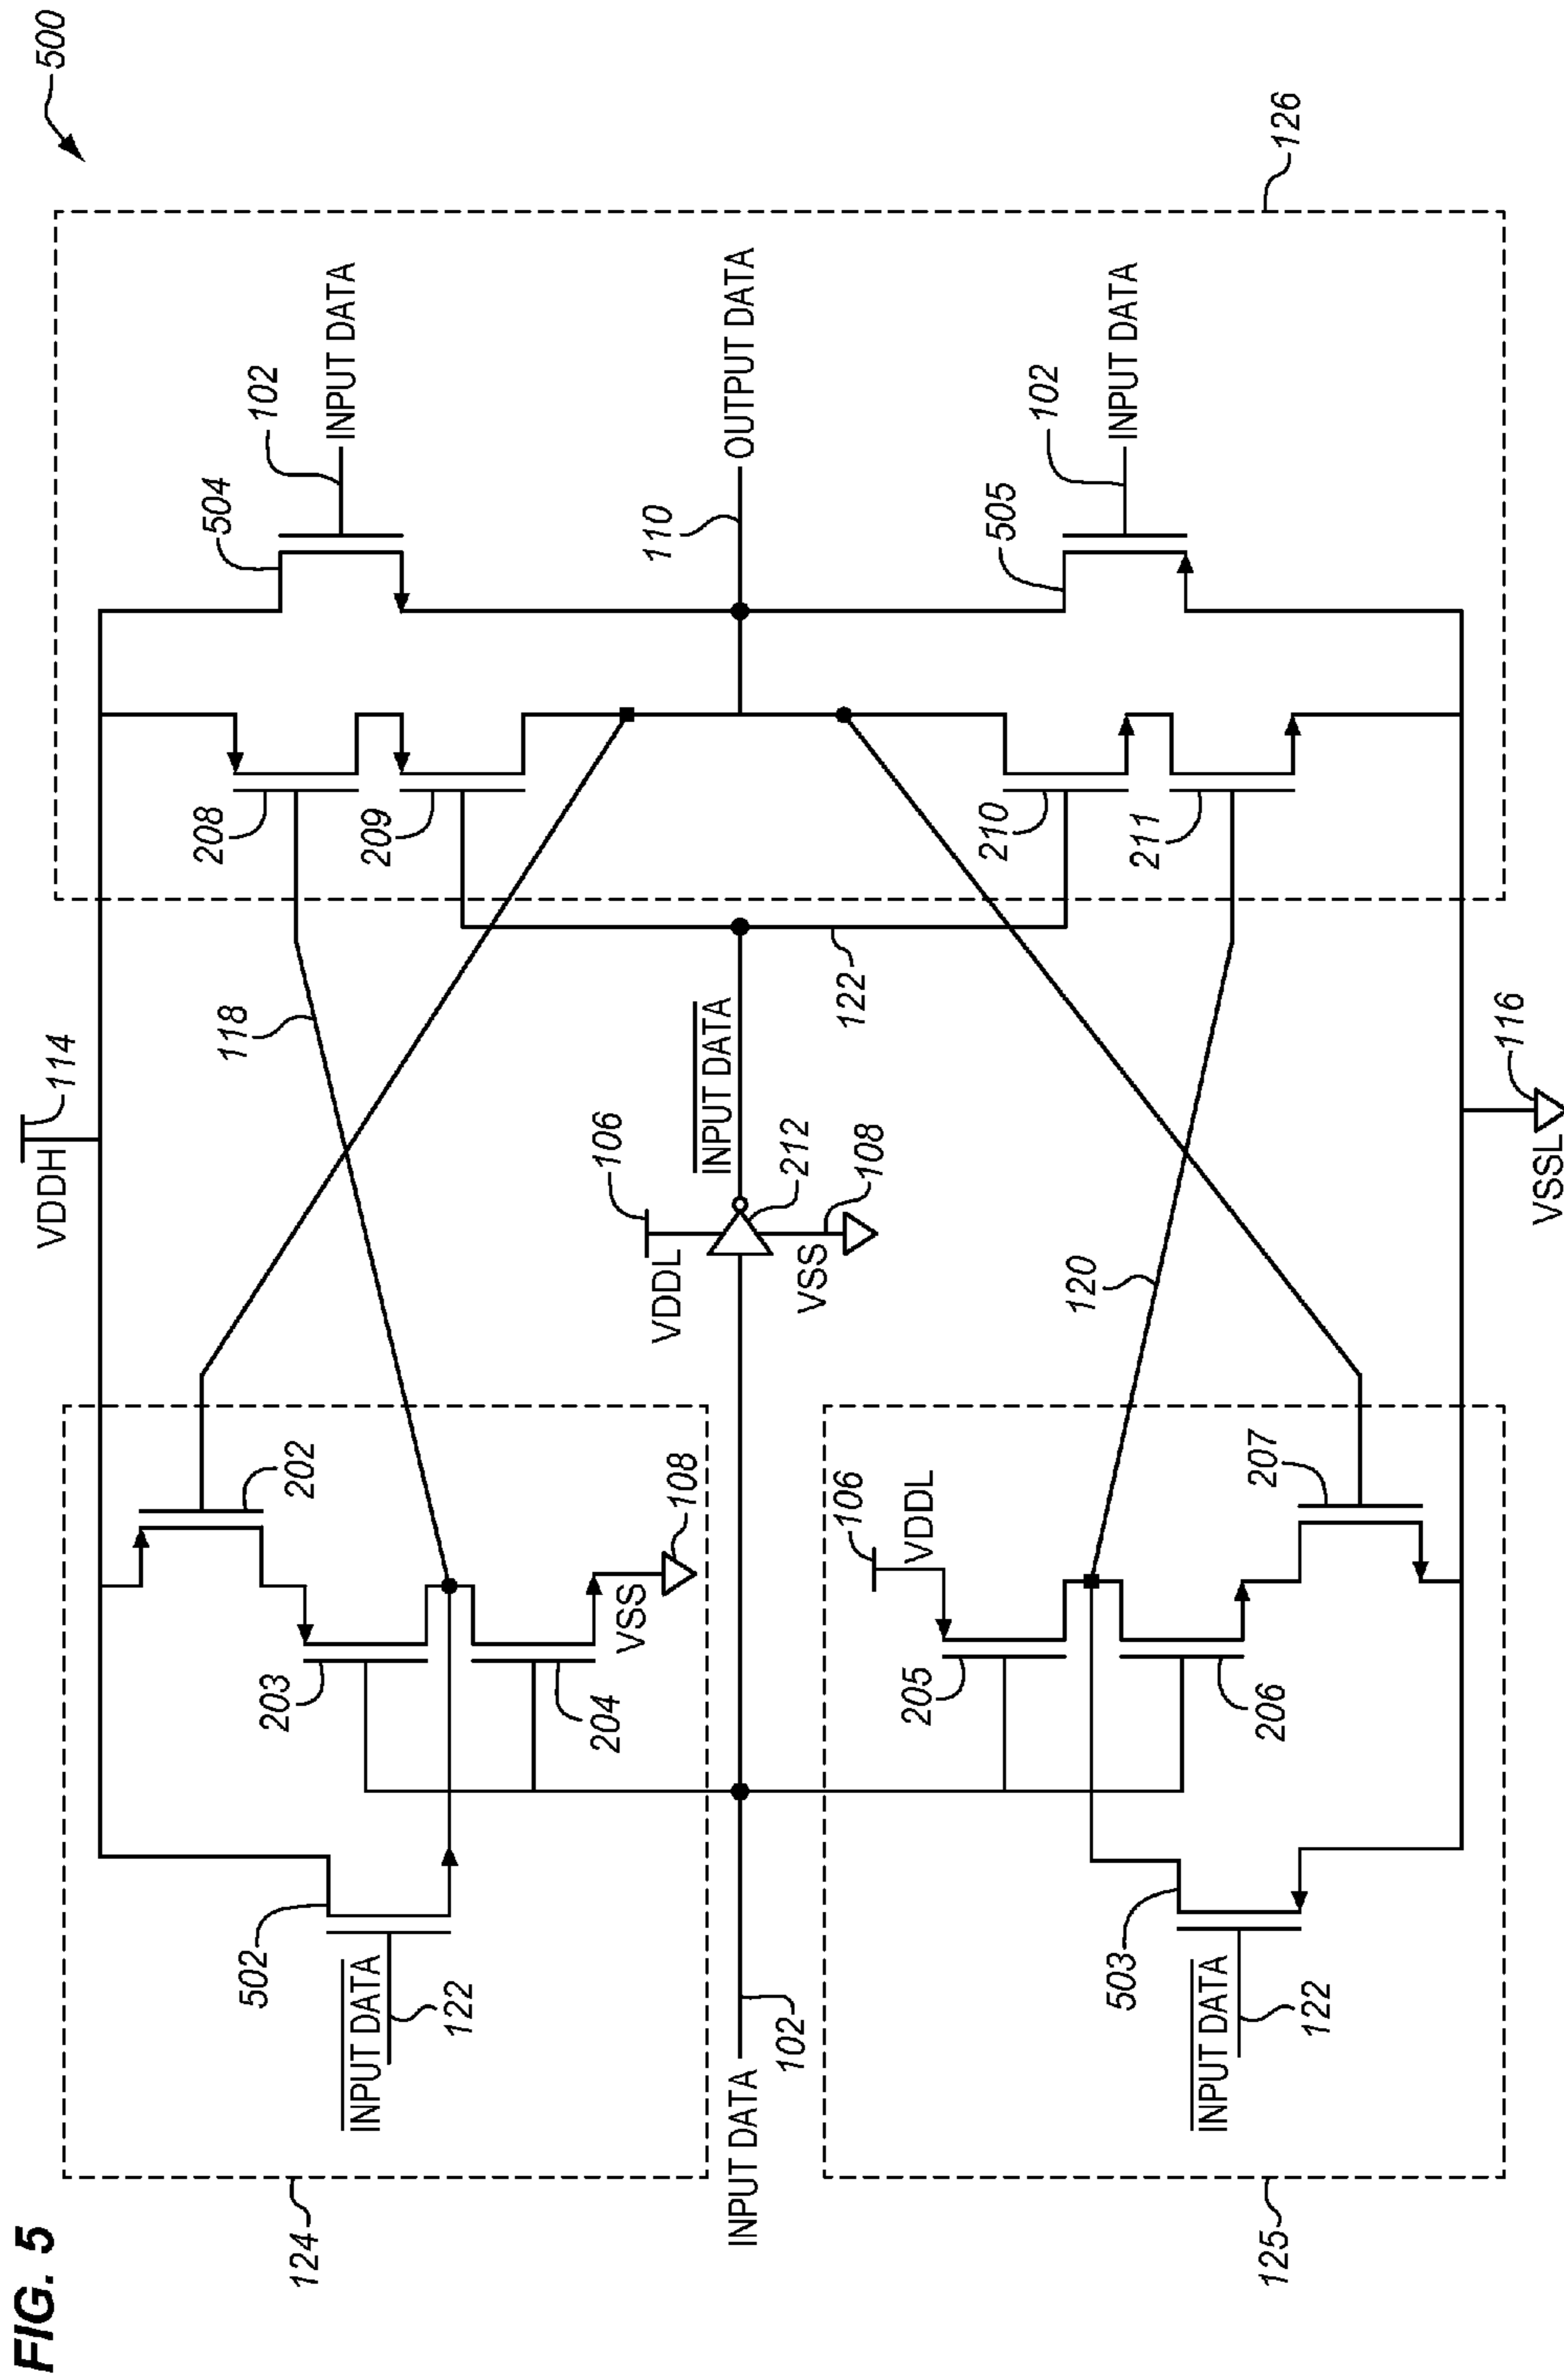 FIG. 5
500
VDDH
114
124
126
502
INPUT DATA
122
203
202
204
VSS
108
118
208
209
504
102
INPUT DATA
INPUT DATA
102
VDDL
106
212
VSS
108
INPUT DATA
122
110
OUTPUT DATA
125
503
INPUT DATA
122
205
206
106
VDDL
207
120
210
211
505
102
INPUT DATA
VSSL
116